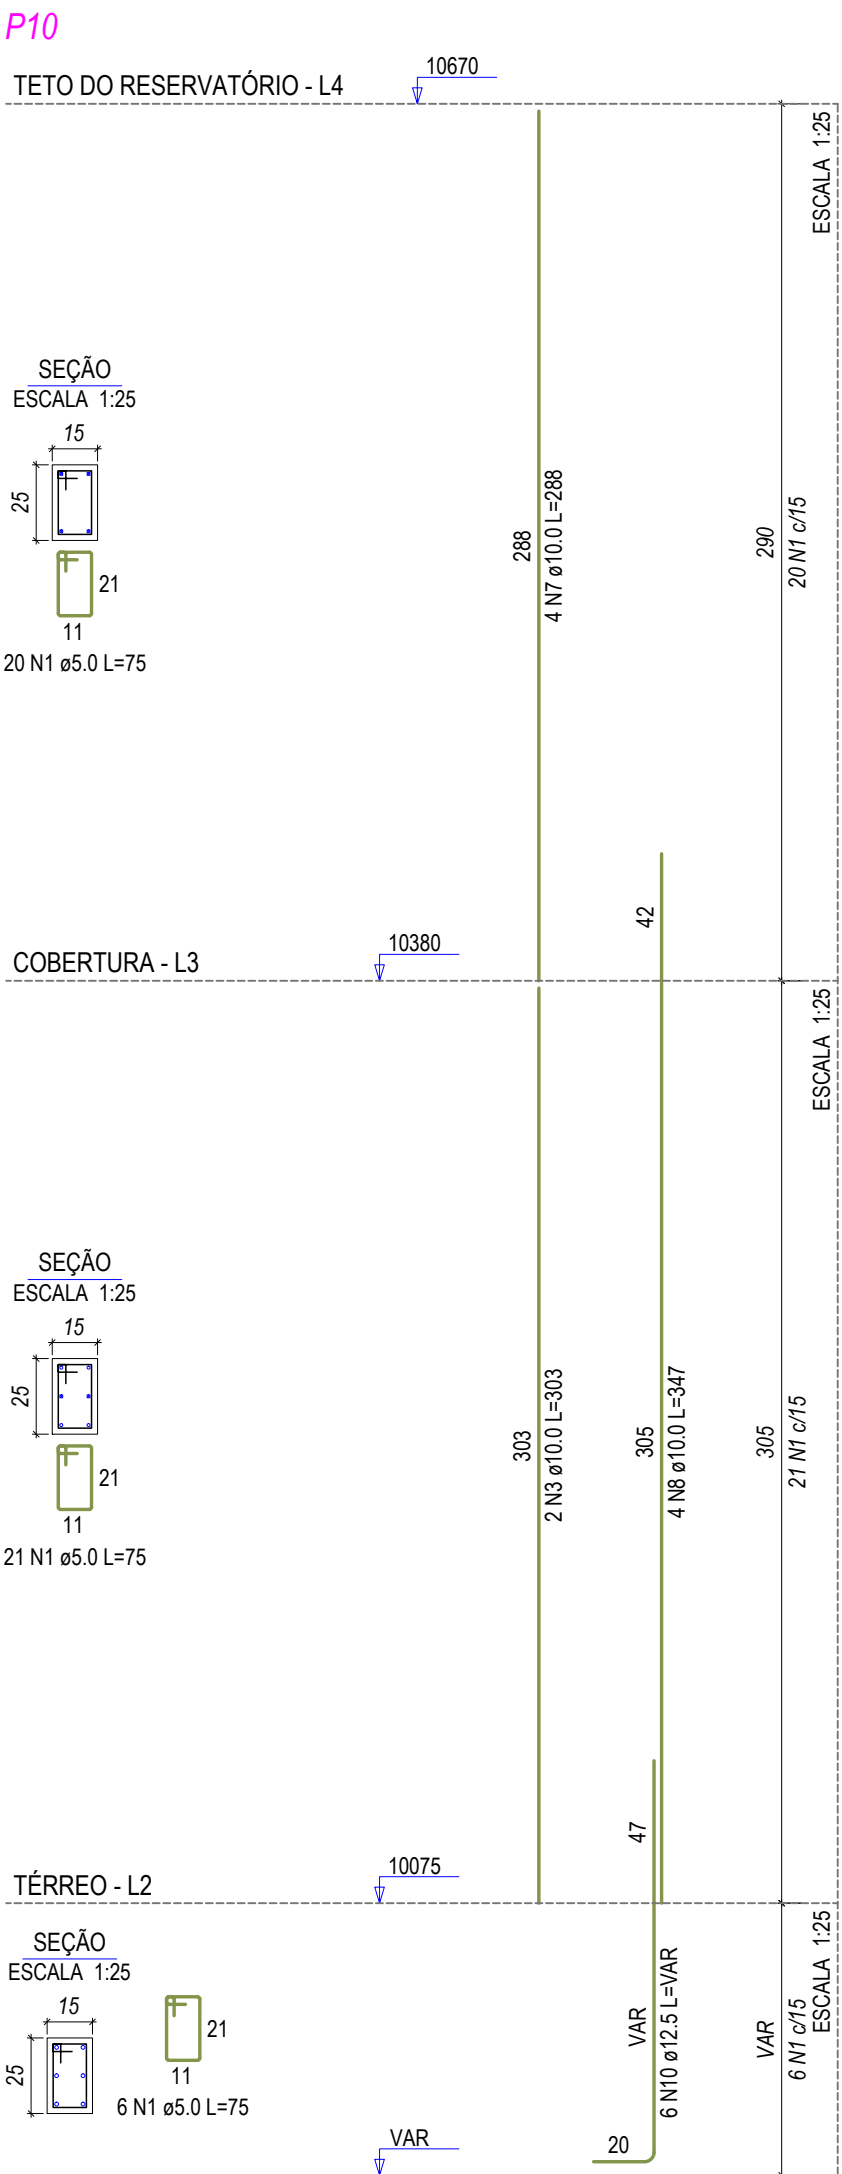 P10
TETO DO RESERVATÓRIO - L4
10670
ESCALA 1:25
SEÇÃO
ESCALA 1:25
15
25
21
11
20 N1 ø5.0 L=75
288
4 N7 ø10.0 L=288
290
20 N1 c/15
42
COBERTURA - L3
10380
ESCALA 1:25
SEÇÃO
ESCALA 1:25
15
25
21
11
21 N1 ø5.0 L=75
303
2 N3 ø10.0 L=303
305
4 N8 ø10.0 L=347
305
21 N1 c/15
47
TÉRREO - L2
10075
ESCALA 1:25
SEÇÃO
ESCALA 1:25
15
25
21
11
6 N1 ø5.0 L=75
VAR
6 N10 ø12.5 L=VAR
VAR
6 N1 c/15
20
VAR